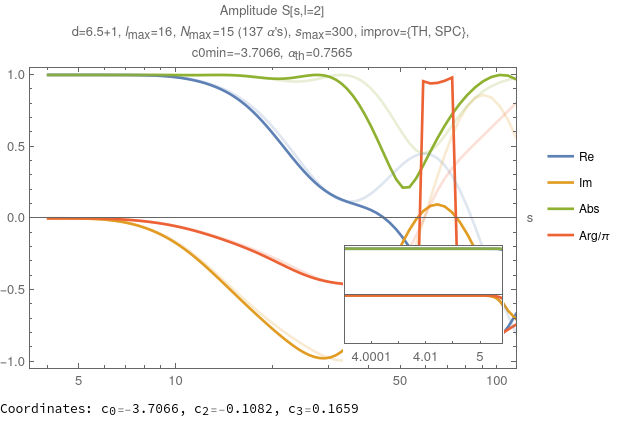 Amplitude S[s,l=2]
d=6.5+1, lmax=16, Nmax=15 (137 α's), smax=300, improv={TH, SPC},
c0min=-3.7066, αth=0.7565
1.0
0.5
0.0
-0.5
-1.0
s
Re
Im
Abs
Arg/π
4.0001 4.01 5
5 10 50 100
Coordinates: c0=-3.7066, c2=-0.1082, c3=0.1659